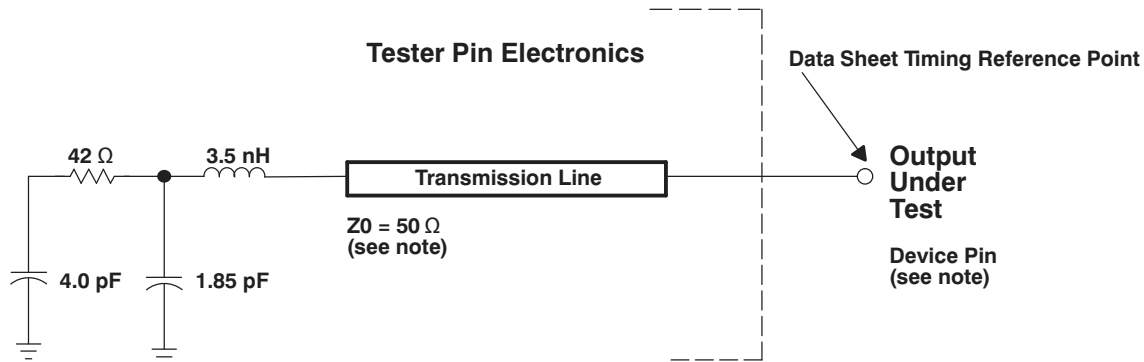 Tester Pin Electronics
Data Sheet Timing Reference Point
42 Ω
3.5 nH
Transmission Line
Output
Under
Test
Z0 = 50 Ω
(see note)
Device Pin
(see note)
4.0 pF
1.85 pF